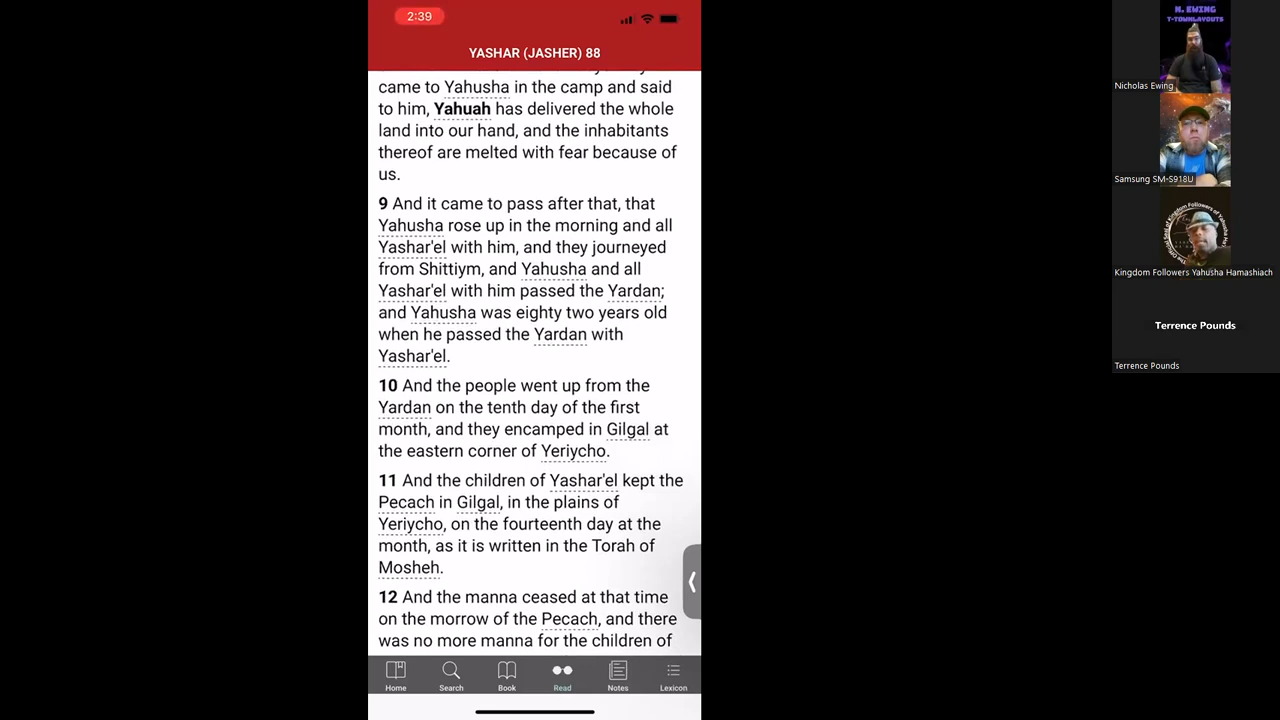 2:39
YASHAR (JASHER) 88
came to Yahusha in the camp and said
to him, Yahuah has delivered the whole
land into our hand, and the inhabitants
thereof are melted with fear because of
us.
9 And it came to pass after that, that
Yahusha rose up in the morning and all
Yashar'el with him, and they journeyed
from Shittiym, and Yahusha and all
Yashar'el with him passed the Yardan;
and Yahusha was eighty two years old
when he passed the Yardan with
Yashar'el.
10 And the people went up from the
Yardan on the tenth day of the first
month, and they encamped in Gilgal at
the eastern corner of Yeriycho.
11 And the children of Yashar'el kept the
Pecach in Gilgal, in the plains of
Yeriycho, on the fourteenth day at the
month, as it is written in the Torah of
Mosheh.
12 And the manna ceased at that time
on the morrow of the Pecach, and there
was no more manna for the children of
Home
Search
Book
Read
Notes
Lexicon
N. EWING
T-TOWNLAYOUTS
Nicholas Ewing
Samsung SM-S918U
Kingdom Followers Yahusha Hamashiach
Terrence Pounds
Terrence Pounds